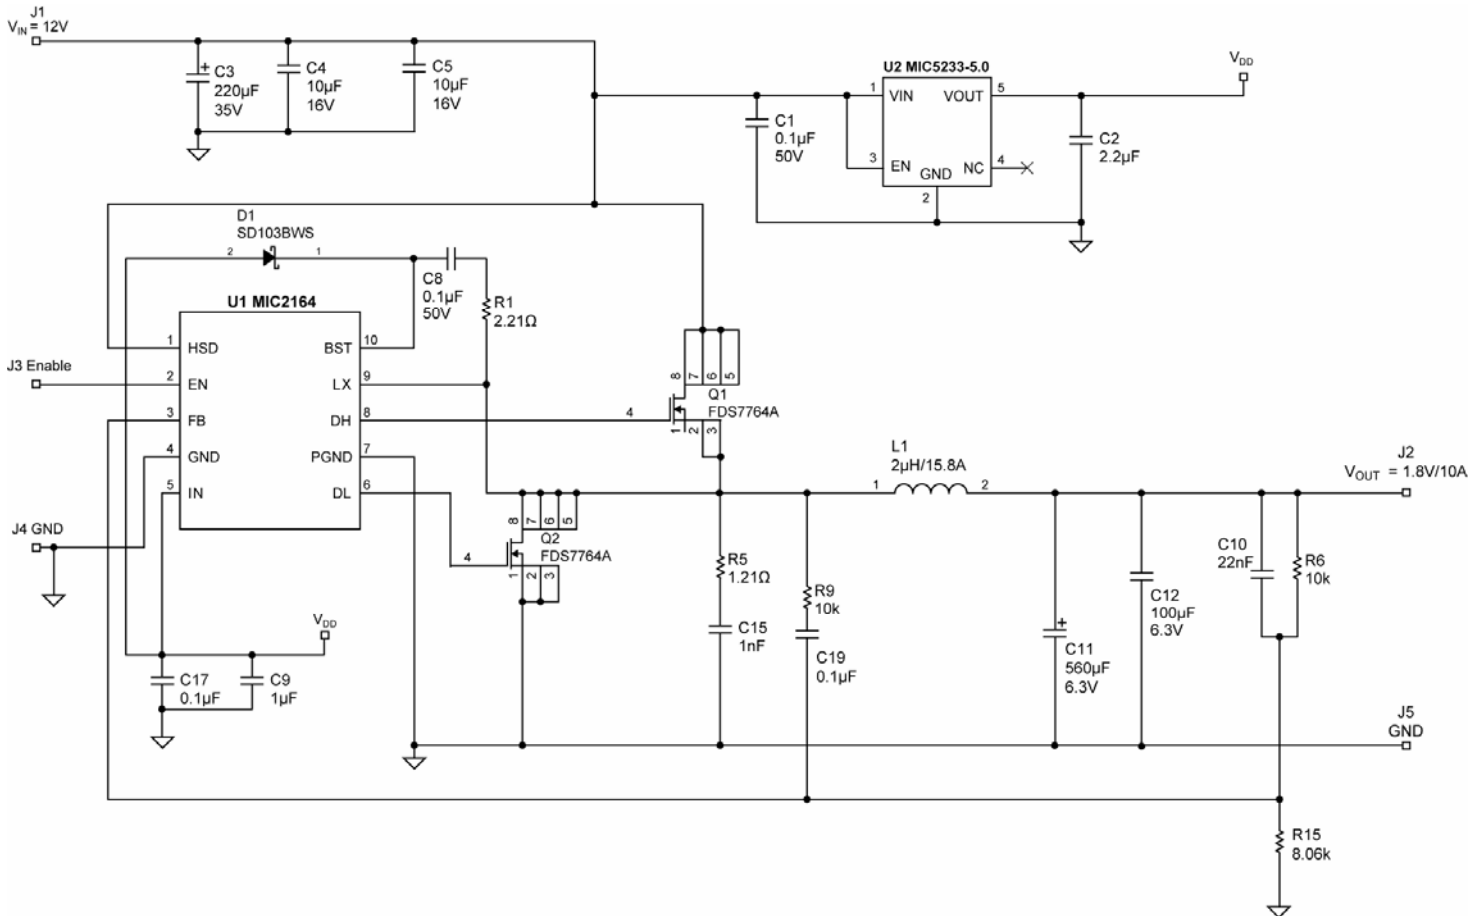 J1
VIN = 12V
C3
220µF
35V
C4
10µF
16V
C5
10µF
16V
U2 MIC5233-5.0
1 VIN VOUT 5
3 EN NC 4
GND
2
C1
0.1µF
50V
VDD
C2
2.2µF
D1
SD103BWS
2 1
C8
0.1µF
50V
R1
2.21Ω
U1 MIC2164
1 HSD BST 10
2 EN LX 9
3 FB DH 8
4 GND PGND 7
5 IN DL 6
J3 Enable
J4 GND
8 7 6 5
Q1
FDS7764A
4
1 2 3
8 7 6 5
Q2
FDS7764A
4
1 2 3
L1
2µH/15.8A
1 2
J2
VOUT = 1.8V/10A
R5
1.21Ω
C15
1nF
R9
10k
C19
0.1µF
C11
560µF
6.3V
C12
100µF
6.3V
C10
22nF
R6
10k
VDD
C17
0.1µF
C9
1µF
J5
GND
R15
8.06k